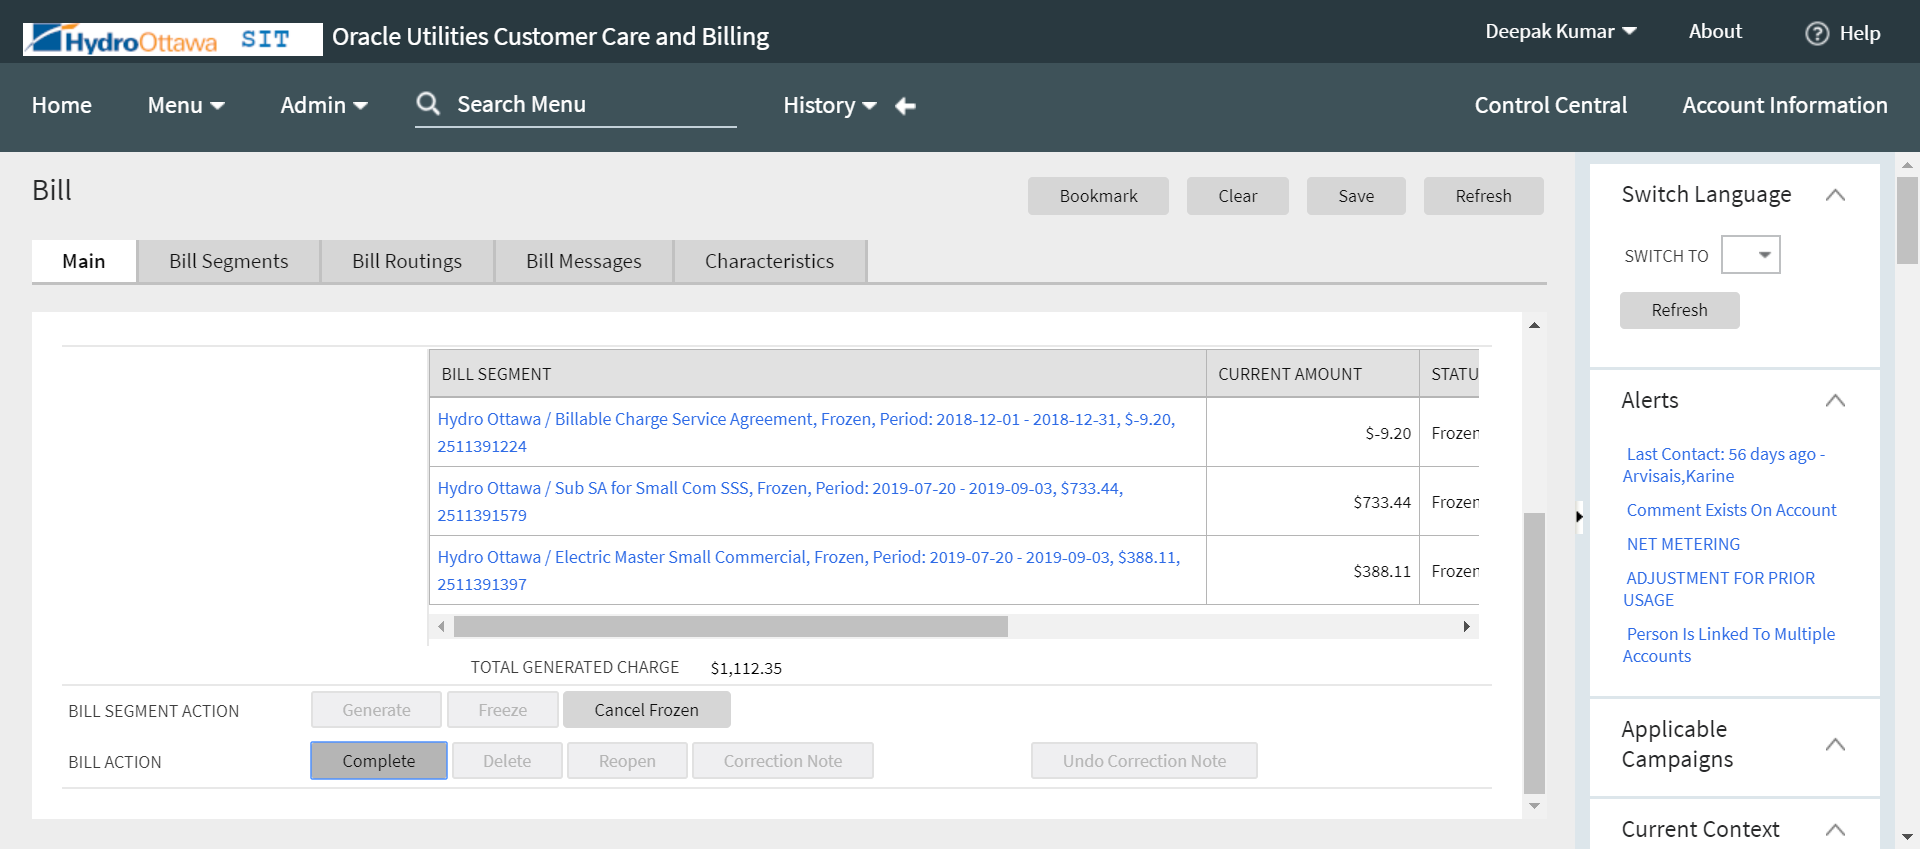 HydroOttawa SIT Oracle Utilities Customer Care and Billing Deepak Kumar About ? Help
Home Menu Admin Search Menu History Control Central Account Information
Bill Bookmark Clear Save Refresh
Main Bill Segments Bill Routings Bill Messages Characteristics
BILL SEGMENT CURRENT AMOUNT STATU
Hydro Ottawa / Billable Charge Service Agreement, Frozen, Period: 2018-12-01 - 2018-12-31, $-9.20,
2511391224
$-9.20 Frozen
Hydro Ottawa / Sub SA for Small Com SSS, Frozen, Period: 2019-07-20 - 2019-09-03, $733.44,
2511391579
$733.44 Frozen
Hydro Ottawa / Electric Master Small Commercial, Frozen, Period: 2019-07-20 - 2019-09-03, $388.11,
2511391397
$388.11 Frozen
TOTAL GENERATED CHARGE $1,112.35
BILL SEGMENT ACTION Generate Freeze Cancel Frozen
BILL ACTION Complete Delete Reopen Correction Note Undo Correction Note
Switch Language
SWITCH TO
Refresh
Alerts
Last Contact: 56 days ago -
Arvisais,Karine
Comment Exists On Account
NET METERING
ADJUSTMENT FOR PRIOR
USAGE
Person Is Linked To Multiple
Accounts
Applicable
Campaigns
Current Context